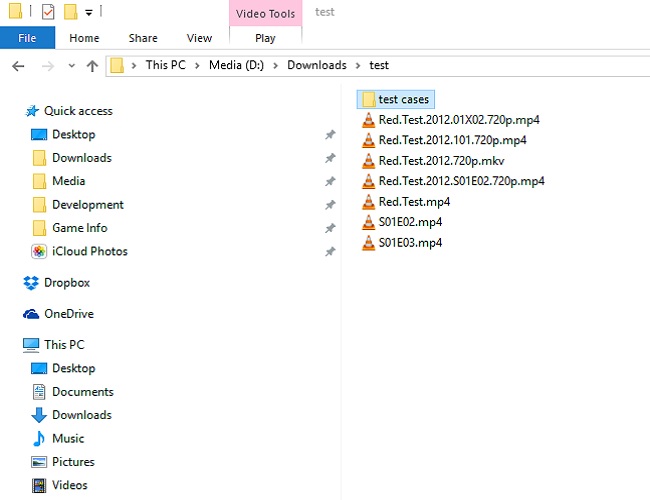 Video Tools test
File Home Share View Play
This PC Media (D:) Downloads test
Quick access
Desktop
Downloads
Media
Development
Game Info
iCloud Photos
Dropbox
OneDrive
This PC
Desktop
Documents
Downloads
Music
Pictures
Videos
test cases
Red.Test.2012.01X02.720p.mp4
Red.Test.2012.101.720p.mp4
Red.Test.2012.720p.mkv
Red.Test.2012.S01E02.720p.mp4
Red.Test.mp4
S01E02.mp4
S01E03.mp4